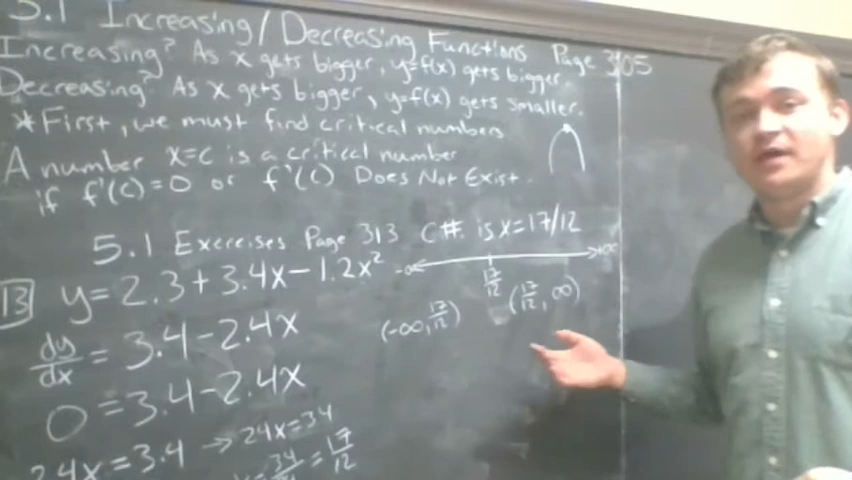 5.1 Increasing/Decreasing Functions Page 305
Increasing? As x gets bigger, y=f(x) gets bigger
Decreasing? As x gets bigger, y=f(x) gets smaller.
*First, we must find critical numbers
A number x=c is a critical number
if f'(c)=0 or f'(c) Does Not Exist.
5.1 Exercises Page 313 C# is x=17/12
13 y=2.3+3.4x-1.2x²
-∞ 17/12 +∞
(-∞, 17/12) (17/12, ∞)
dy/dx = 3.4-2.4x
0=3.4-2.4x
2.4x=3.4 → 24x=34
x=34/24=17/12